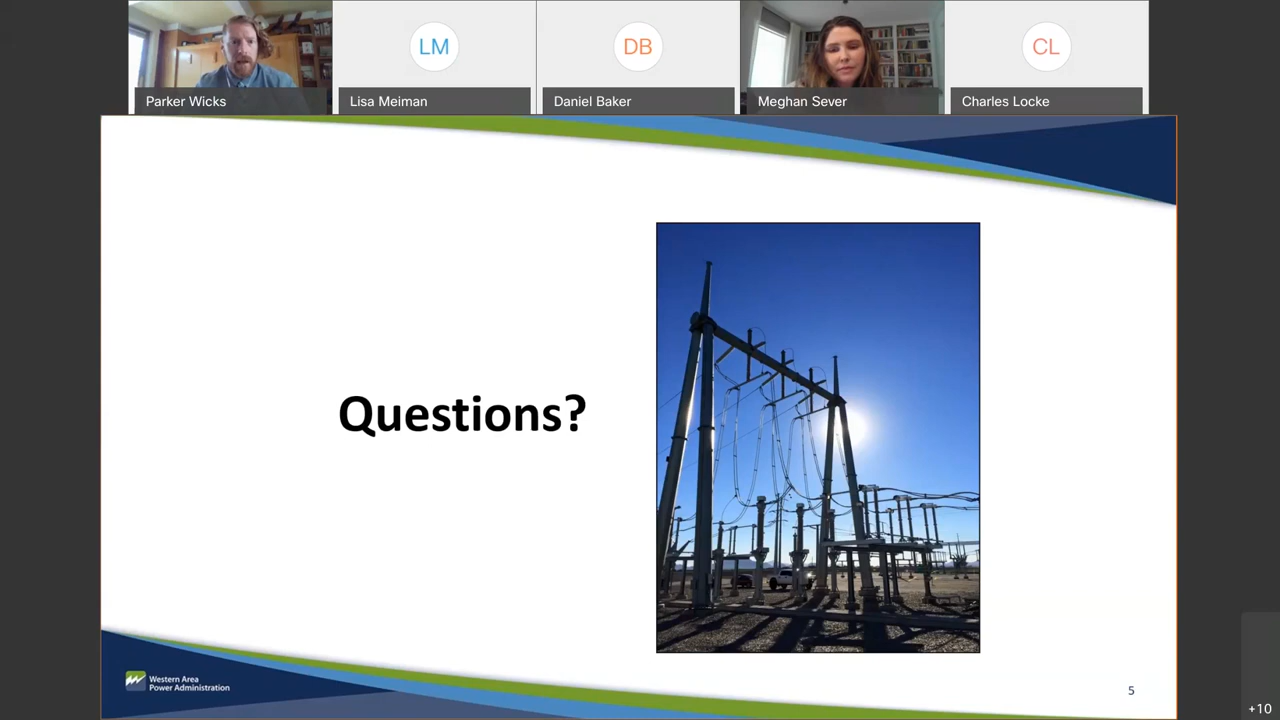 LM
DB
CL
Parker Wicks
Lisa Meiman
Daniel Baker
Meghan Sever
Charles Locke
Questions?
Western Area
Power Administration
5
+10